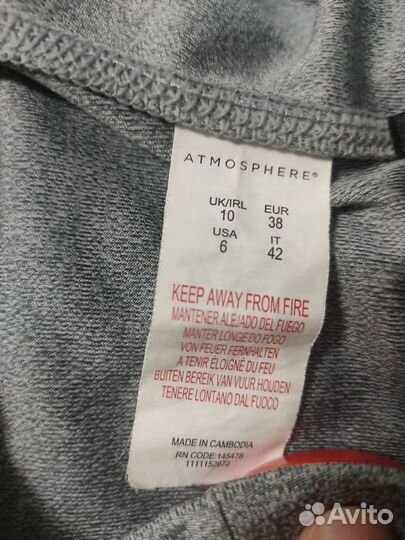 ATMOSPHERE®
UK/IRL EUR
10 38
USA IT
6 42
KEEP AWAY FROM FIRE
MANTENER ALEJADO DEL FUEGO
MANTER LONGE DO FOGO
VON FEUER FERNHALTEN
A TENIR ÉLOIGNÉ DU FEU
BUITEN BEREIK VAN VUUR HOUDEN
TENERE LONTANO DAL FUOCO
MADE IN CAMBODIA
RN CODE: 145478
1111152672
Avito